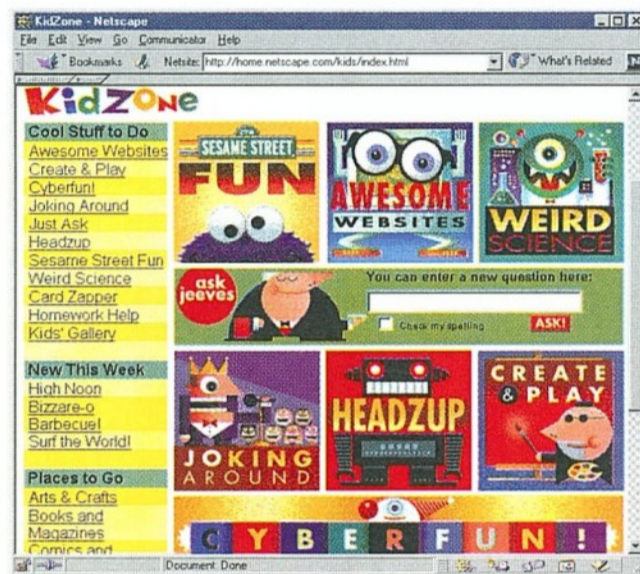 KidZone - Netscape
File Edit View Go Communicator Help
Bookmarks Netsite: http://home.netscape.com/kids/index.html What's Related
KidZone
Cool Stuff to Do
Awesome Websites
Create & Play
Cyberfun!
Joking Around
Just Ask
Headzup
Sesame Street Fun
Weird Science
Card Zapper
Homework Help
Kids' Gallery
New This Week
High Noon
Bizzare-o
Barbecue!
Surf the World!
Places to Go
Arts & Crafts
Books and
Magazines
Comics and
SESAME STREET
FUN
AWESOME
WEBSITES
WEIRD
SCIENCE
ask
jeeves
You can enter a new question here:
Check my spelling ASK!
JOKING
AROUND
HEADZUP
CREATE
& PLAY
CYBERFUN!
Document: Done